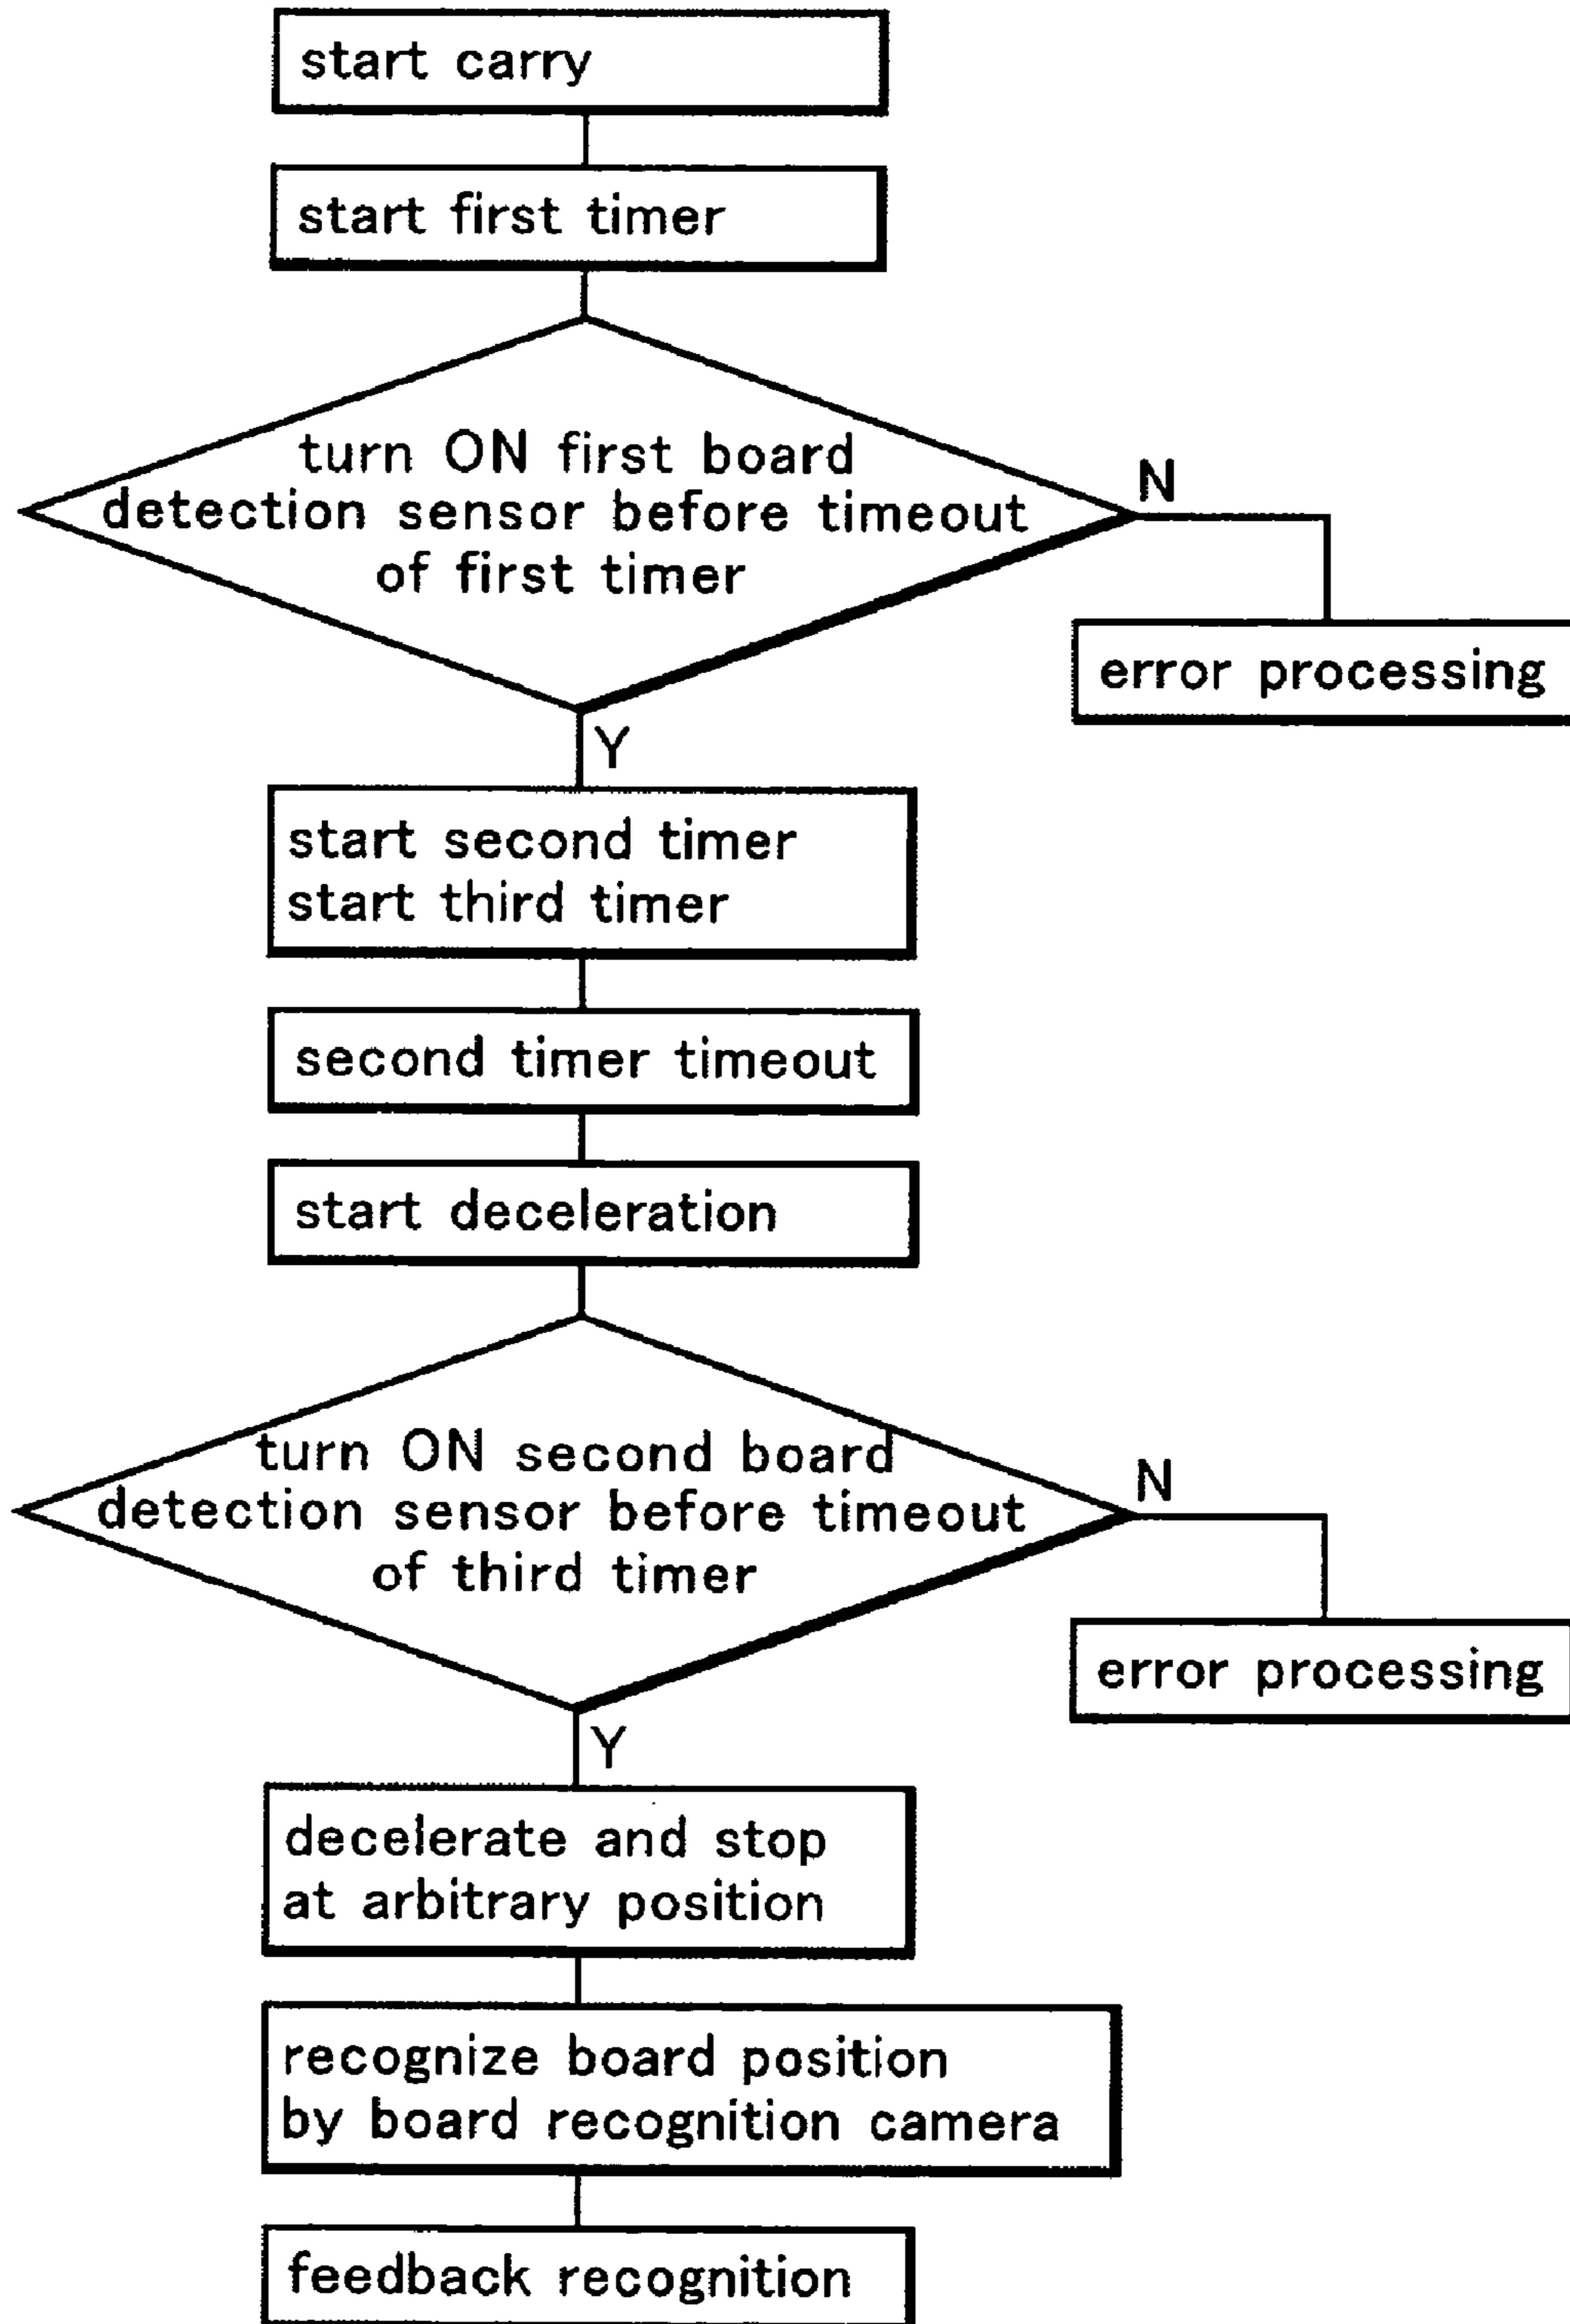 start carry
start first timer
turn ON first board
detection sensor before timeout
of first timer
N
error processing
Y
start second timer
start third timer
second timer timeout
start deceleration
turn ON second board
detection sensor before timeout
of third timer
N
error processing
Y
decelerate and stop
at arbitrary position
recognize board position
by board recognition camera
feedback recognition